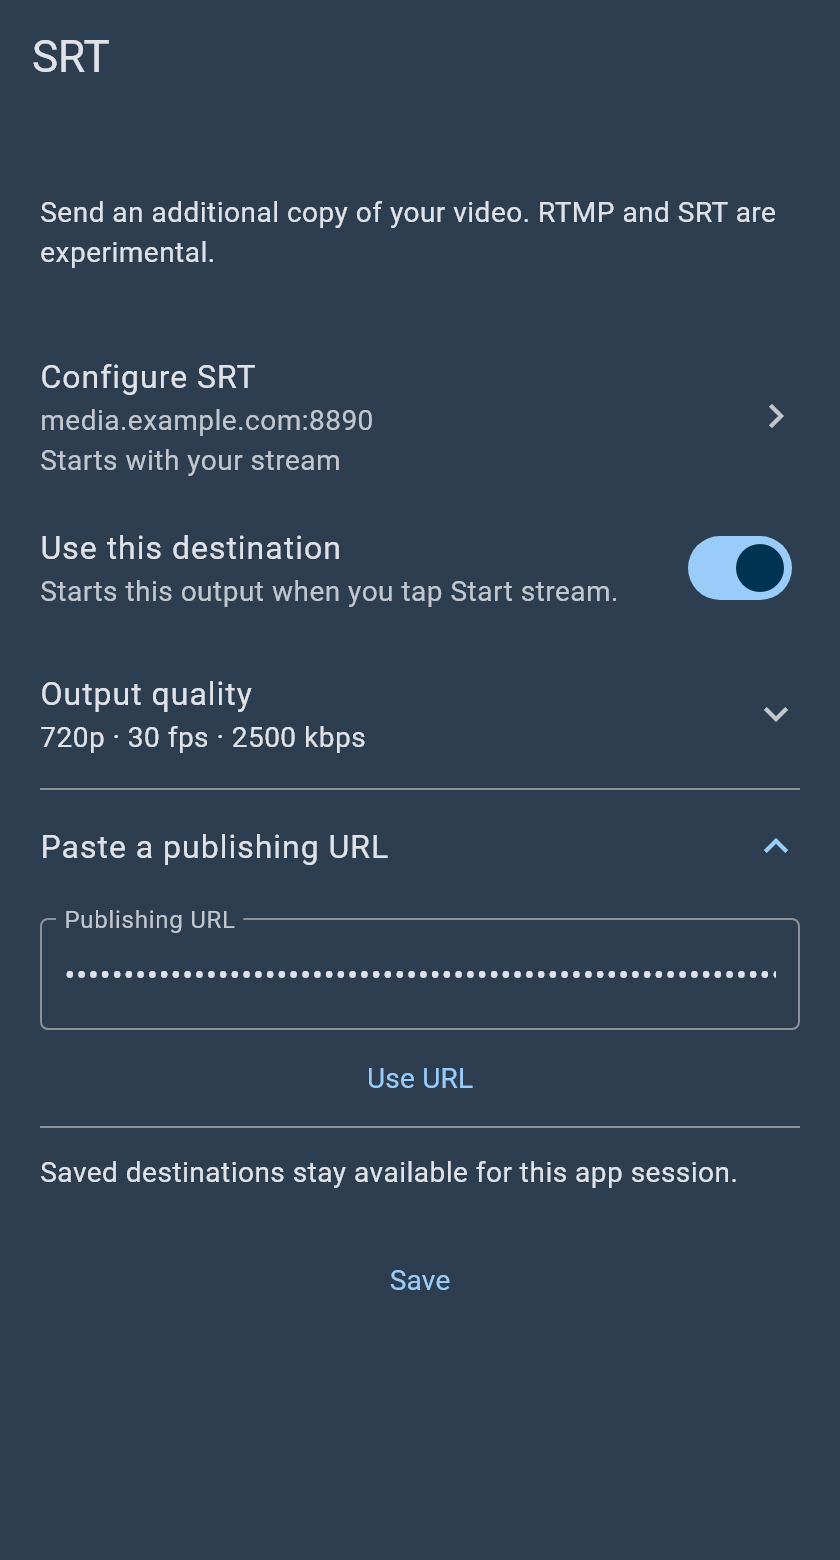 SRT
Send an additional copy of your video. RTMP and SRT are
experimental.
Configure SRT
media.example.com:8890
Starts with your stream
Use this destination
Starts this output when you tap Start stream.
Output quality
720p · 30 fps · 2500 kbps
Paste a publishing URL
Publishing URL
Use URL
Saved destinations stay available for this app session.
Save